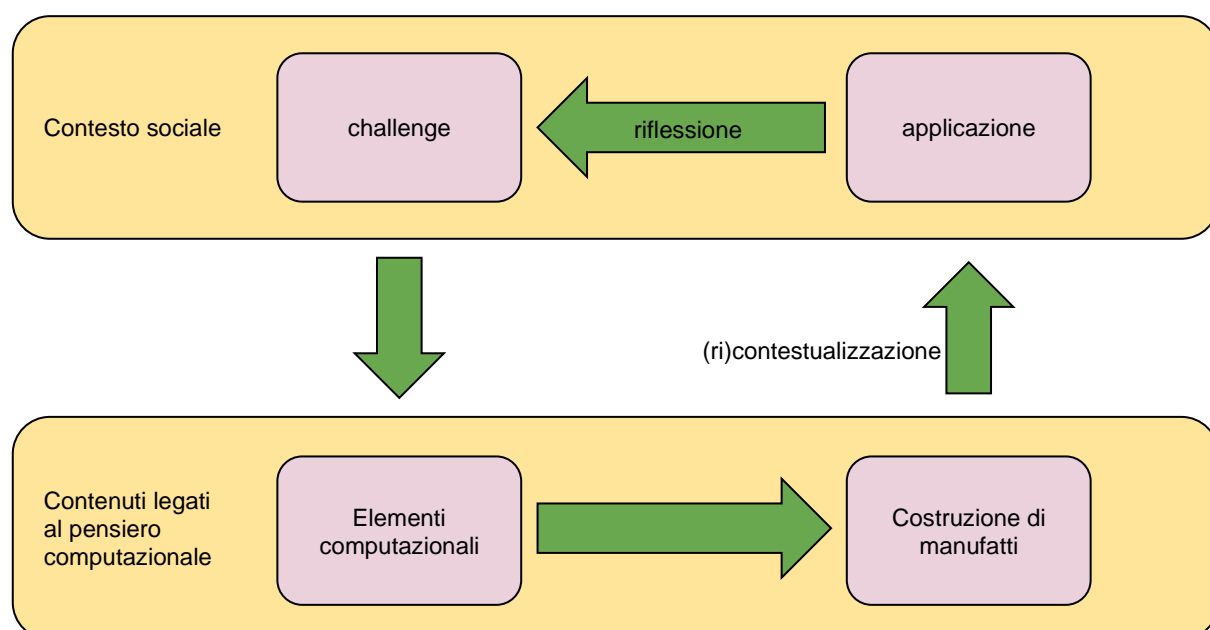 Contesto sociale
challenge
riflessione
applicazione
(ri)contestualizzazione
Contenuti legati
al pensiero
computazionale
Elementi
computazionali
Costruzione di
manufatti